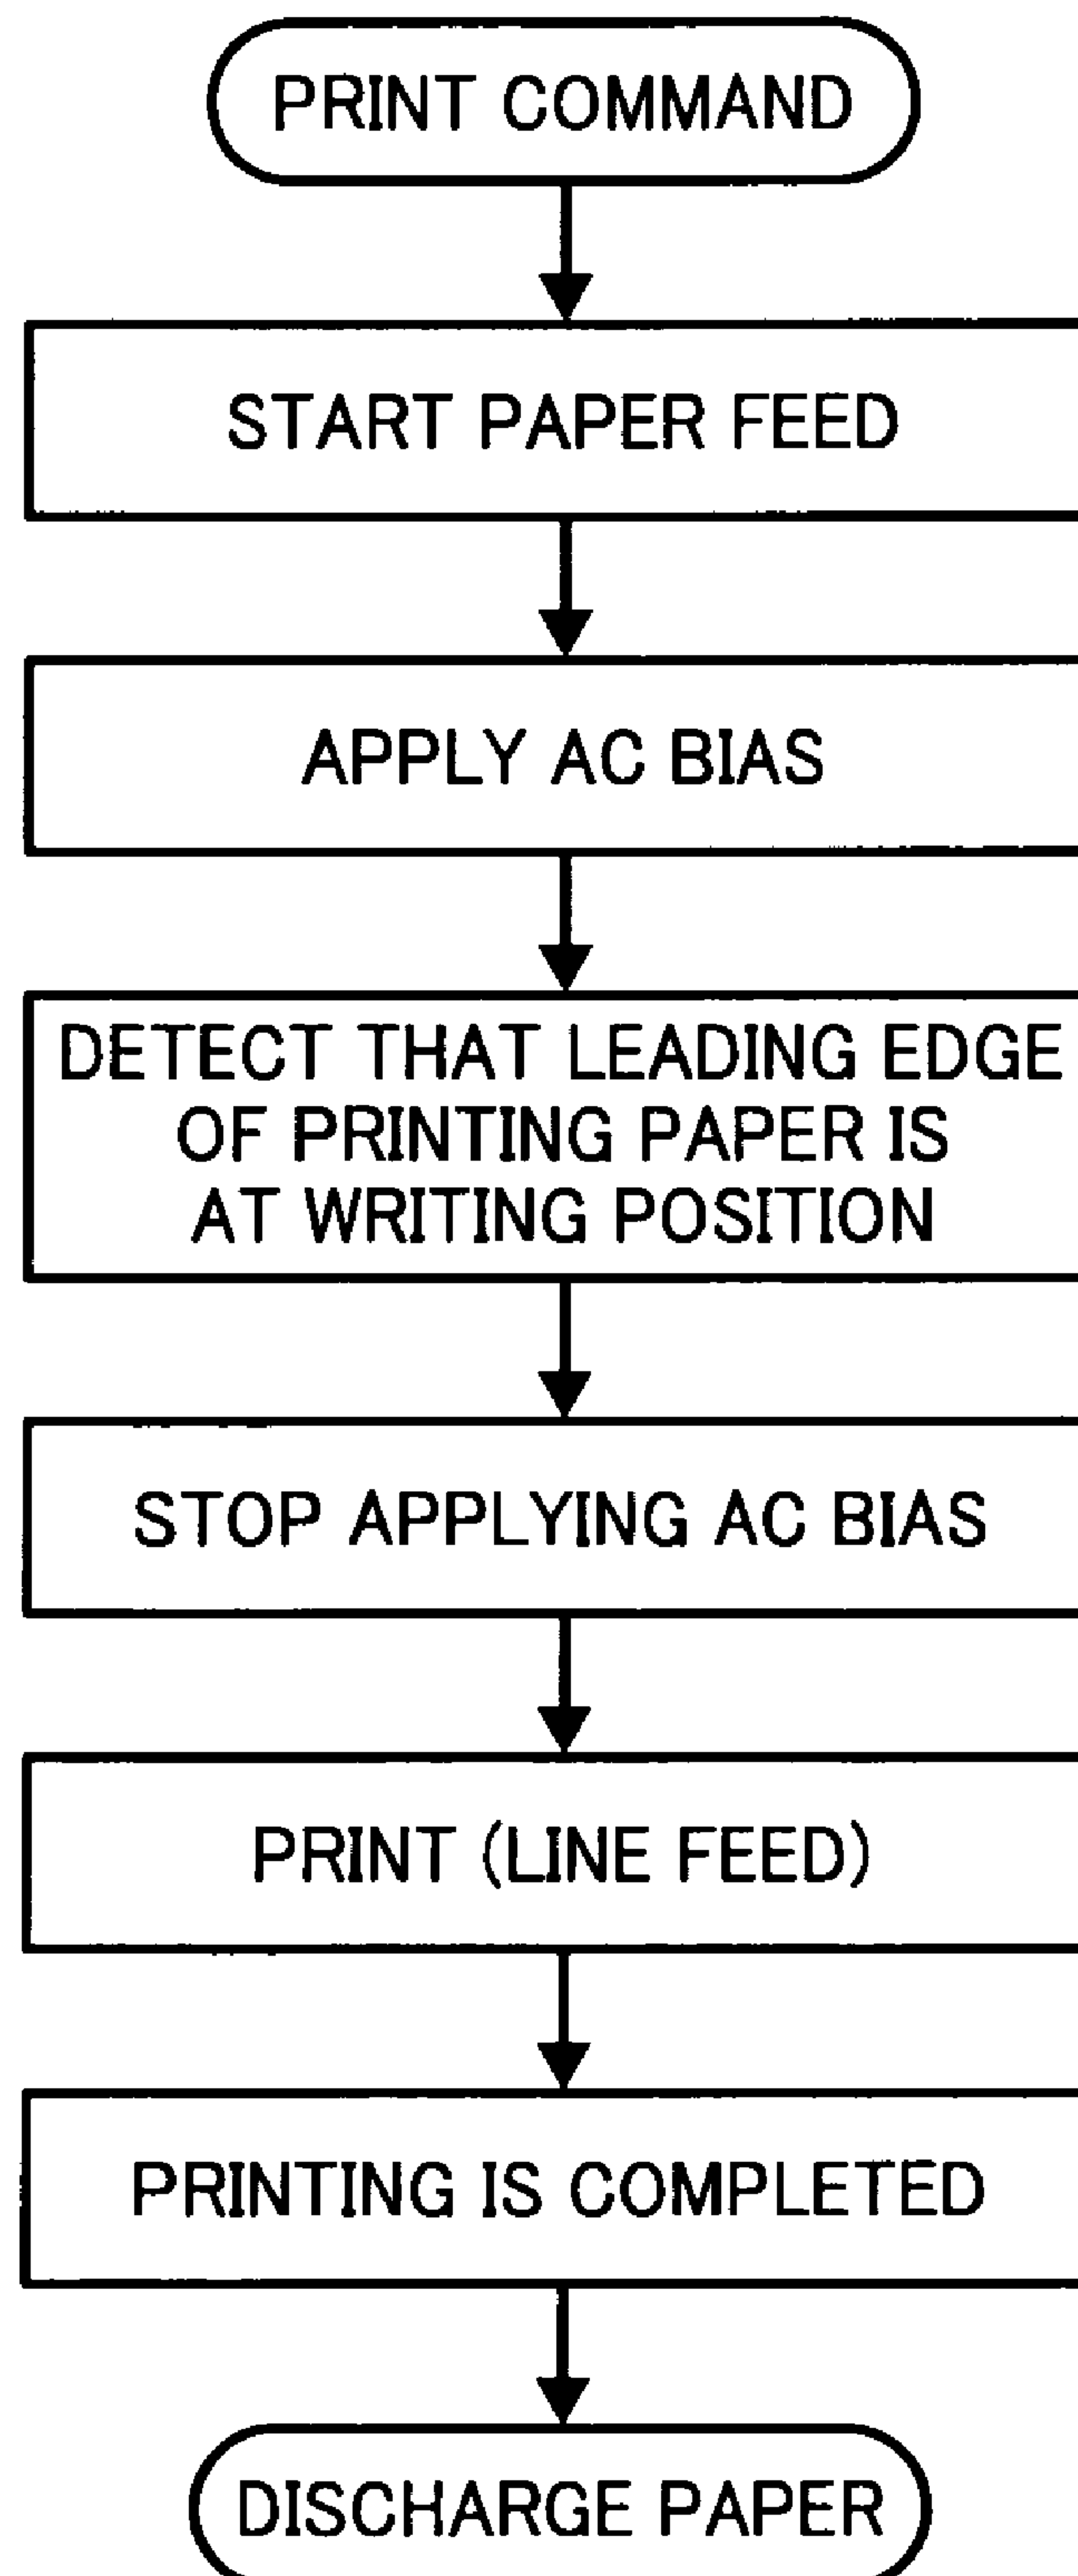 PRINT COMMAND
START PAPER FEED
APPLY AC BIAS
DETECT THAT LEADING EDGE
OF PRINTING PAPER IS
AT WRITING POSITION
STOP APPLYING AC BIAS
PRINT (LINE FEED)
PRINTING IS COMPLETED
DISCHARGE PAPER